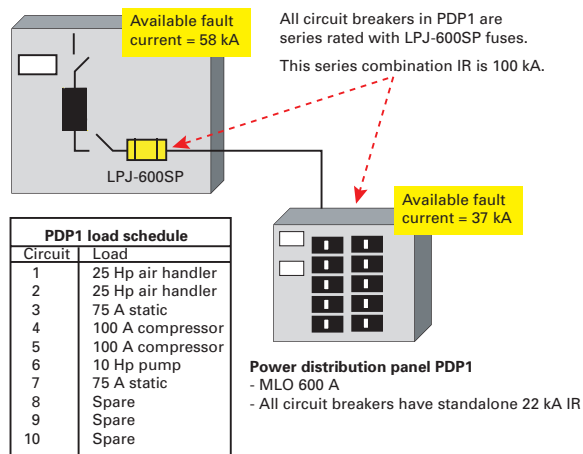 Available fault
current = 58 kA
All circuit breakers in PDP1 are
series rated with LPJ-600SP fuses.
This series combination IR is 100 kA.
LPJ-600SP
Available fault
current = 37 kA
PDP1 load schedule
Circuit Load
1 25 Hp air handler
2 25 Hp air handler
3 75 A static
4 100 A compressor
5 100 A compressor
6 10 Hp pump
7 75 A static
8 Spare
9 Spare
10 Spare
Power distribution panel PDP1
- MLO 600 A
- All circuit breakers have standalone 22 kA IR